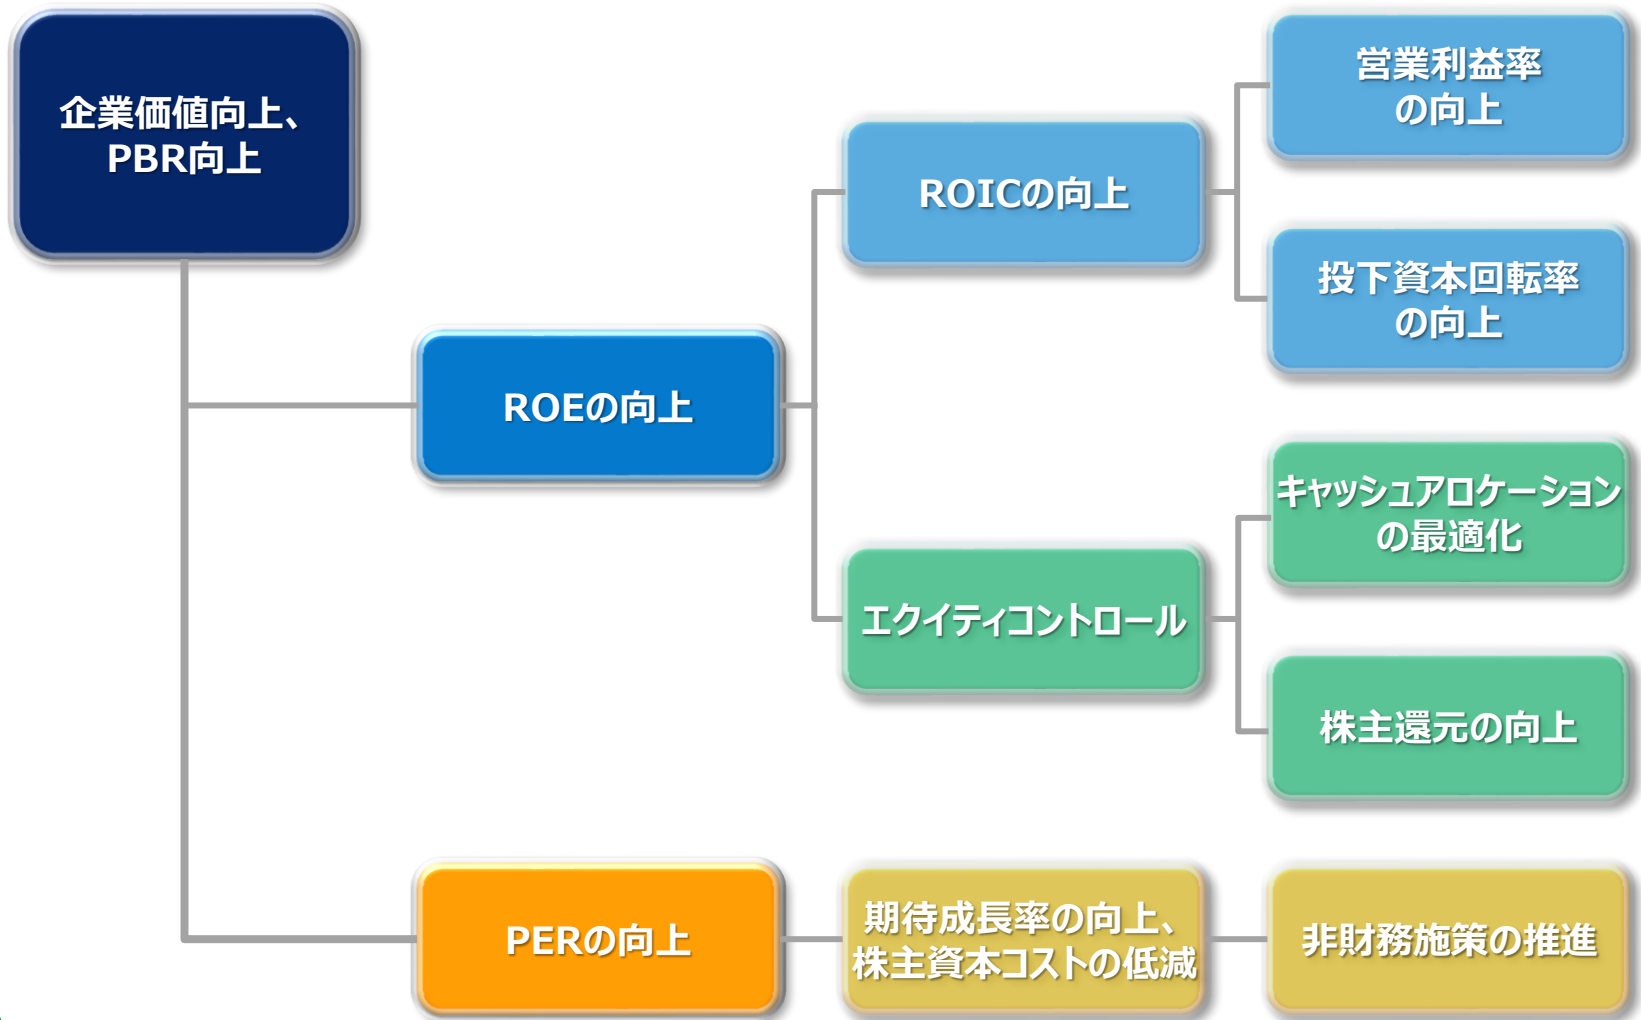 企業価値向上、
PBR向上
ROEの向上
ROICの向上
営業利益率
の向上
投下資本回転率
の向上
エクイティコントロール
キャッシュアロケーション
の最適化
株主還元の向上
PERの向上
期待成長率の向上、
株主資本コストの低減
非財務施策の推進